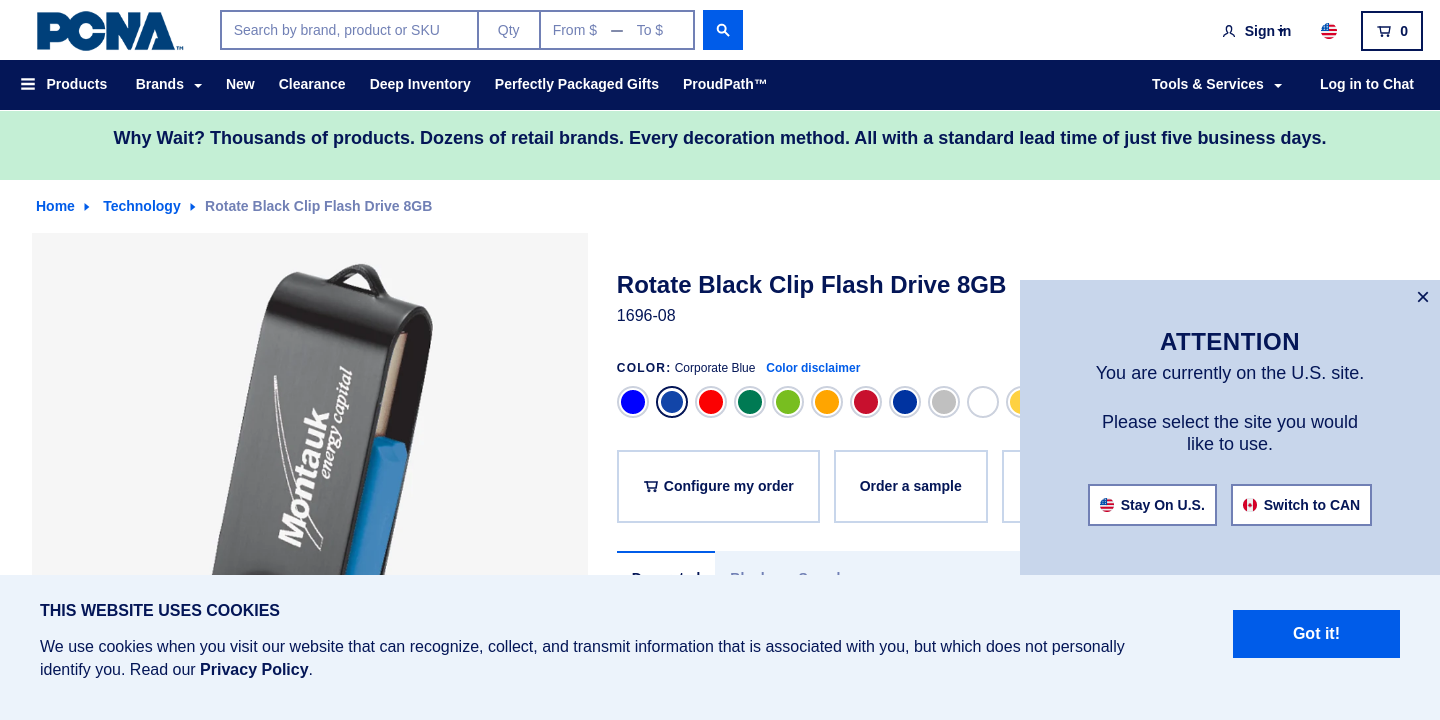 PCNA™
Search by brand, product or SKU
Qty
From $ — To $
Sign in
0
Products
Brands
New
Clearance
Deep Inventory
Perfectly Packaged Gifts
ProudPath™
Tools & Services
Log in to Chat
Why Wait? Thousands of products. Dozens of retail brands. Every decoration method. All with a standard lead time of just five business days.
Home
Technology
Rotate Black Clip Flash Drive 8GB
Montauk
energy capital
Rotate Black Clip Flash Drive 8GB
1696-08
COLOR: Corporate Blue Color disclaimer
Configure my order
Order a sample
×
ATTENTION
You are currently on the U.S. site.
Please select the site you would
like to use.
Stay On U.S.
Switch to CAN
THIS WEBSITE USES COOKIES
We use cookies when you visit our website that can recognize, collect, and transmit information that is associated with you, but which does not personally
identify you. Read our Privacy Policy.
Got it!